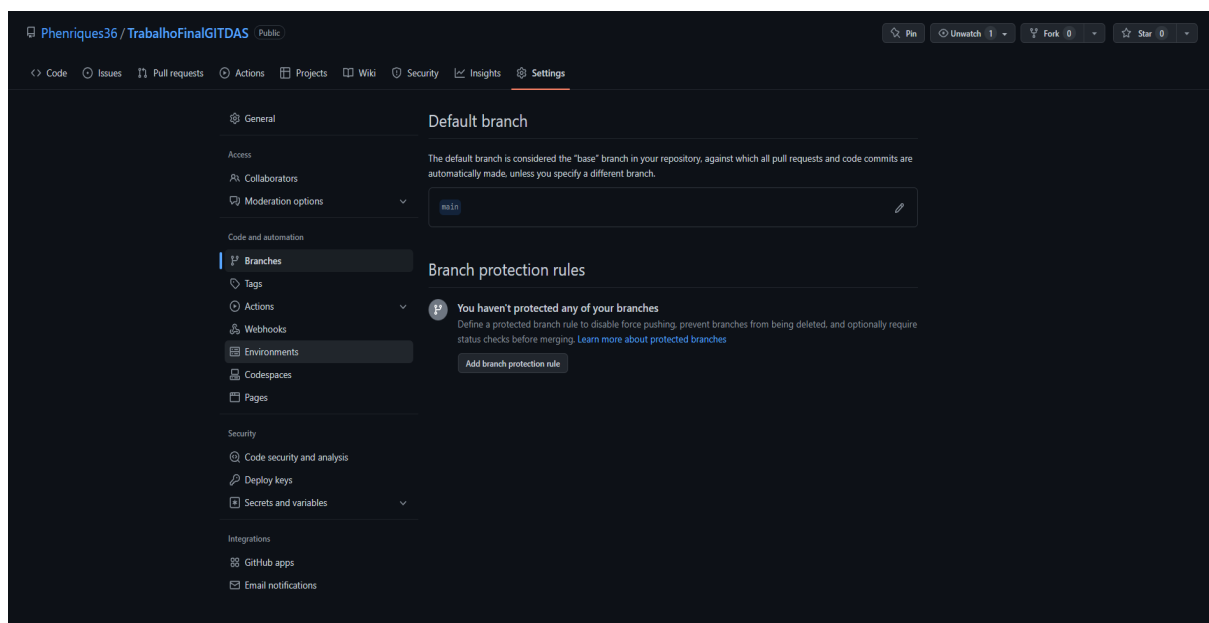 Phenriques36 / TrabalhoFinalGITDAS Public
Pin Unwatch 1 Fork 0 Star 0
Code Issues Pull requests Actions Projects Wiki Security Insights Settings
General
Access
Collaborators
Moderation options
Code and automation
Branches
Tags
Actions
Webhooks
Environments
Codespaces
Pages
Security
Code security and analysis
Deploy keys
Secrets and variables
Integrations
GitHub apps
Email notifications
Default branch
The default branch is considered the "base" branch in your repository, against which all pull requests and code commits are
automatically made, unless you specify a different branch.
main
Branch protection rules
You haven't protected any of your branches
Define a protected branch rule to disable force pushing, prevent branches from being deleted, and optionally require
status checks before merging. Learn more about protected branches
Add branch protection rule